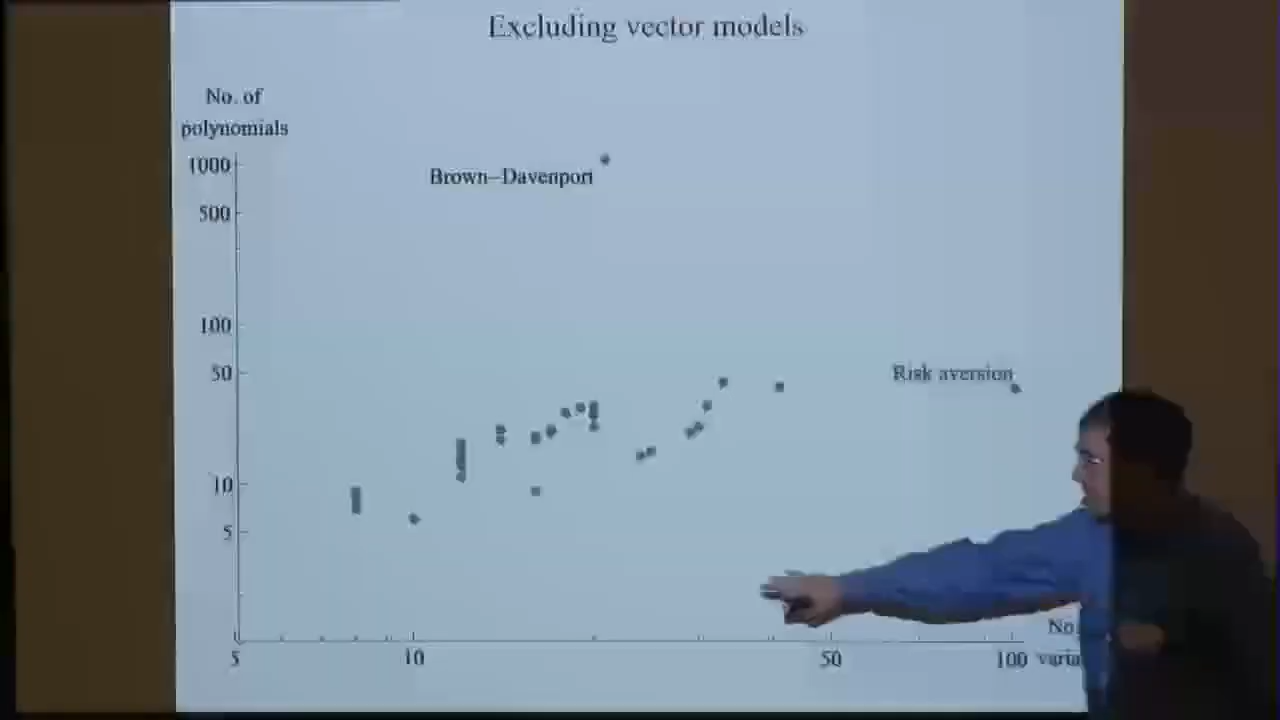 Excluding vector models
No. of
polynomials
1000
Brown–Davenport
500
100
50
Risk aversion
10
5
5
10
50
100
No.